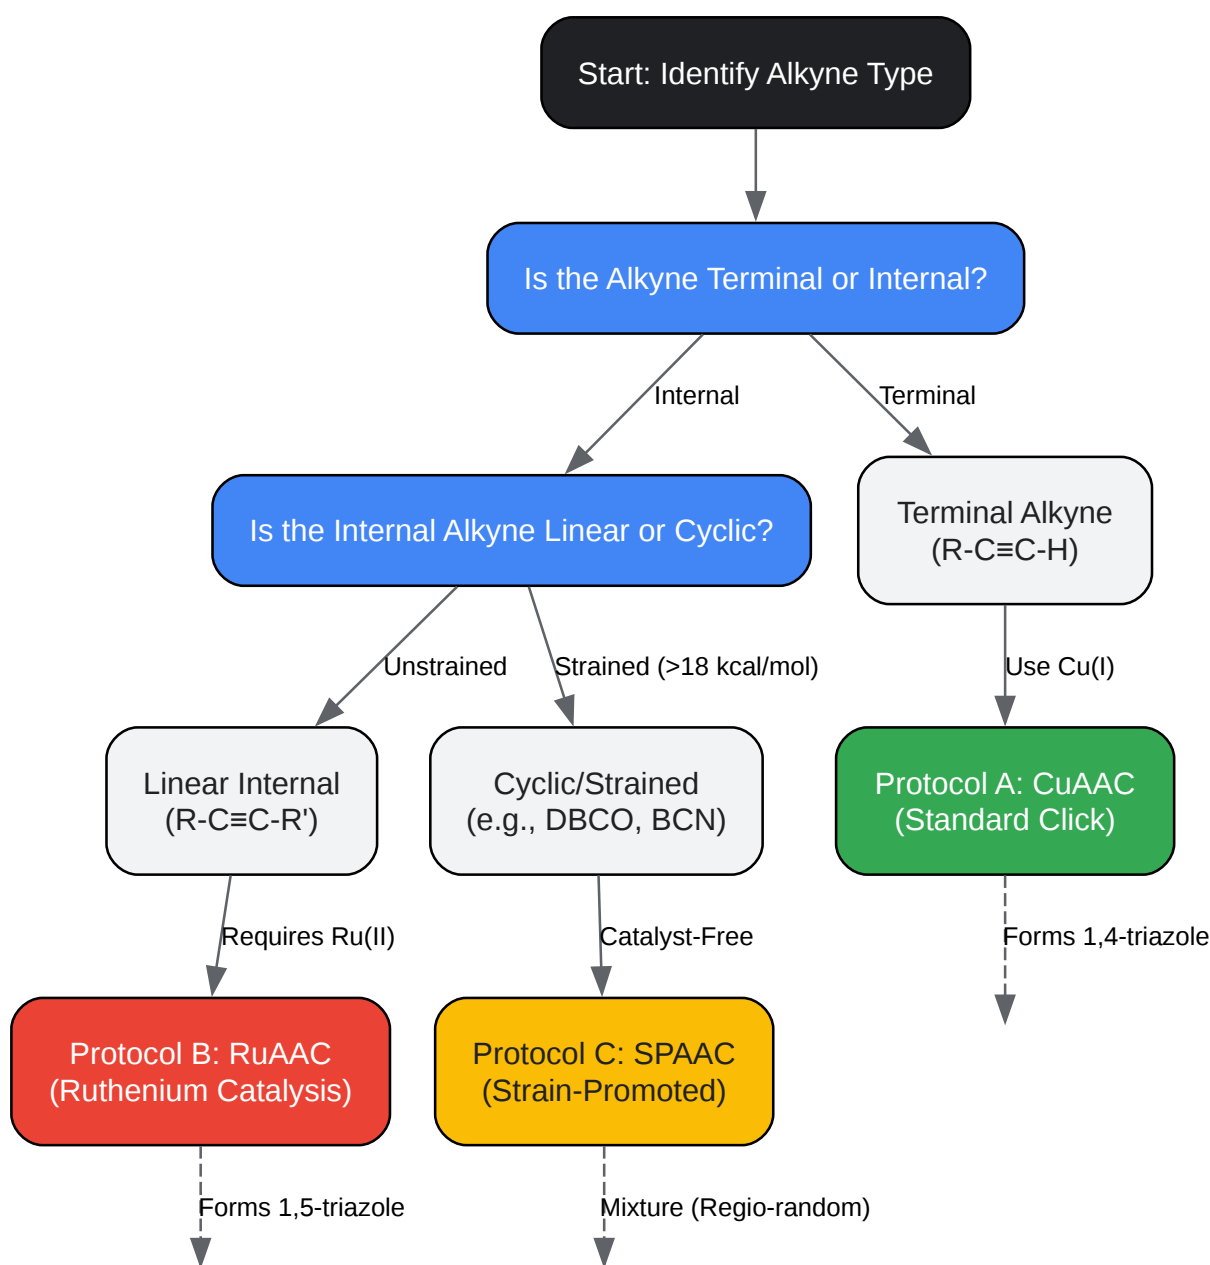 Start: Identify Alkyne Type
Is the Alkyne Terminal or Internal?
Internal
Terminal
Is the Internal Alkyne Linear or Cyclic?
Terminal Alkyne
(R-C≡C-H)
Unstrained
Strained (>18 kcal/mol)
Use Cu(I)
Linear Internal
(R-C≡C-R')
Cyclic/Strained
(e.g., DBCO, BCN)
Protocol A: CuAAC
(Standard Click)
Requires Ru(II)
Catalyst-Free
Forms 1,4-triazole
Protocol B: RuAAC
(Ruthenium Catalysis)
Protocol C: SPAAC
(Strain-Promoted)
Forms 1,5-triazole
Mixture (Regio-random)